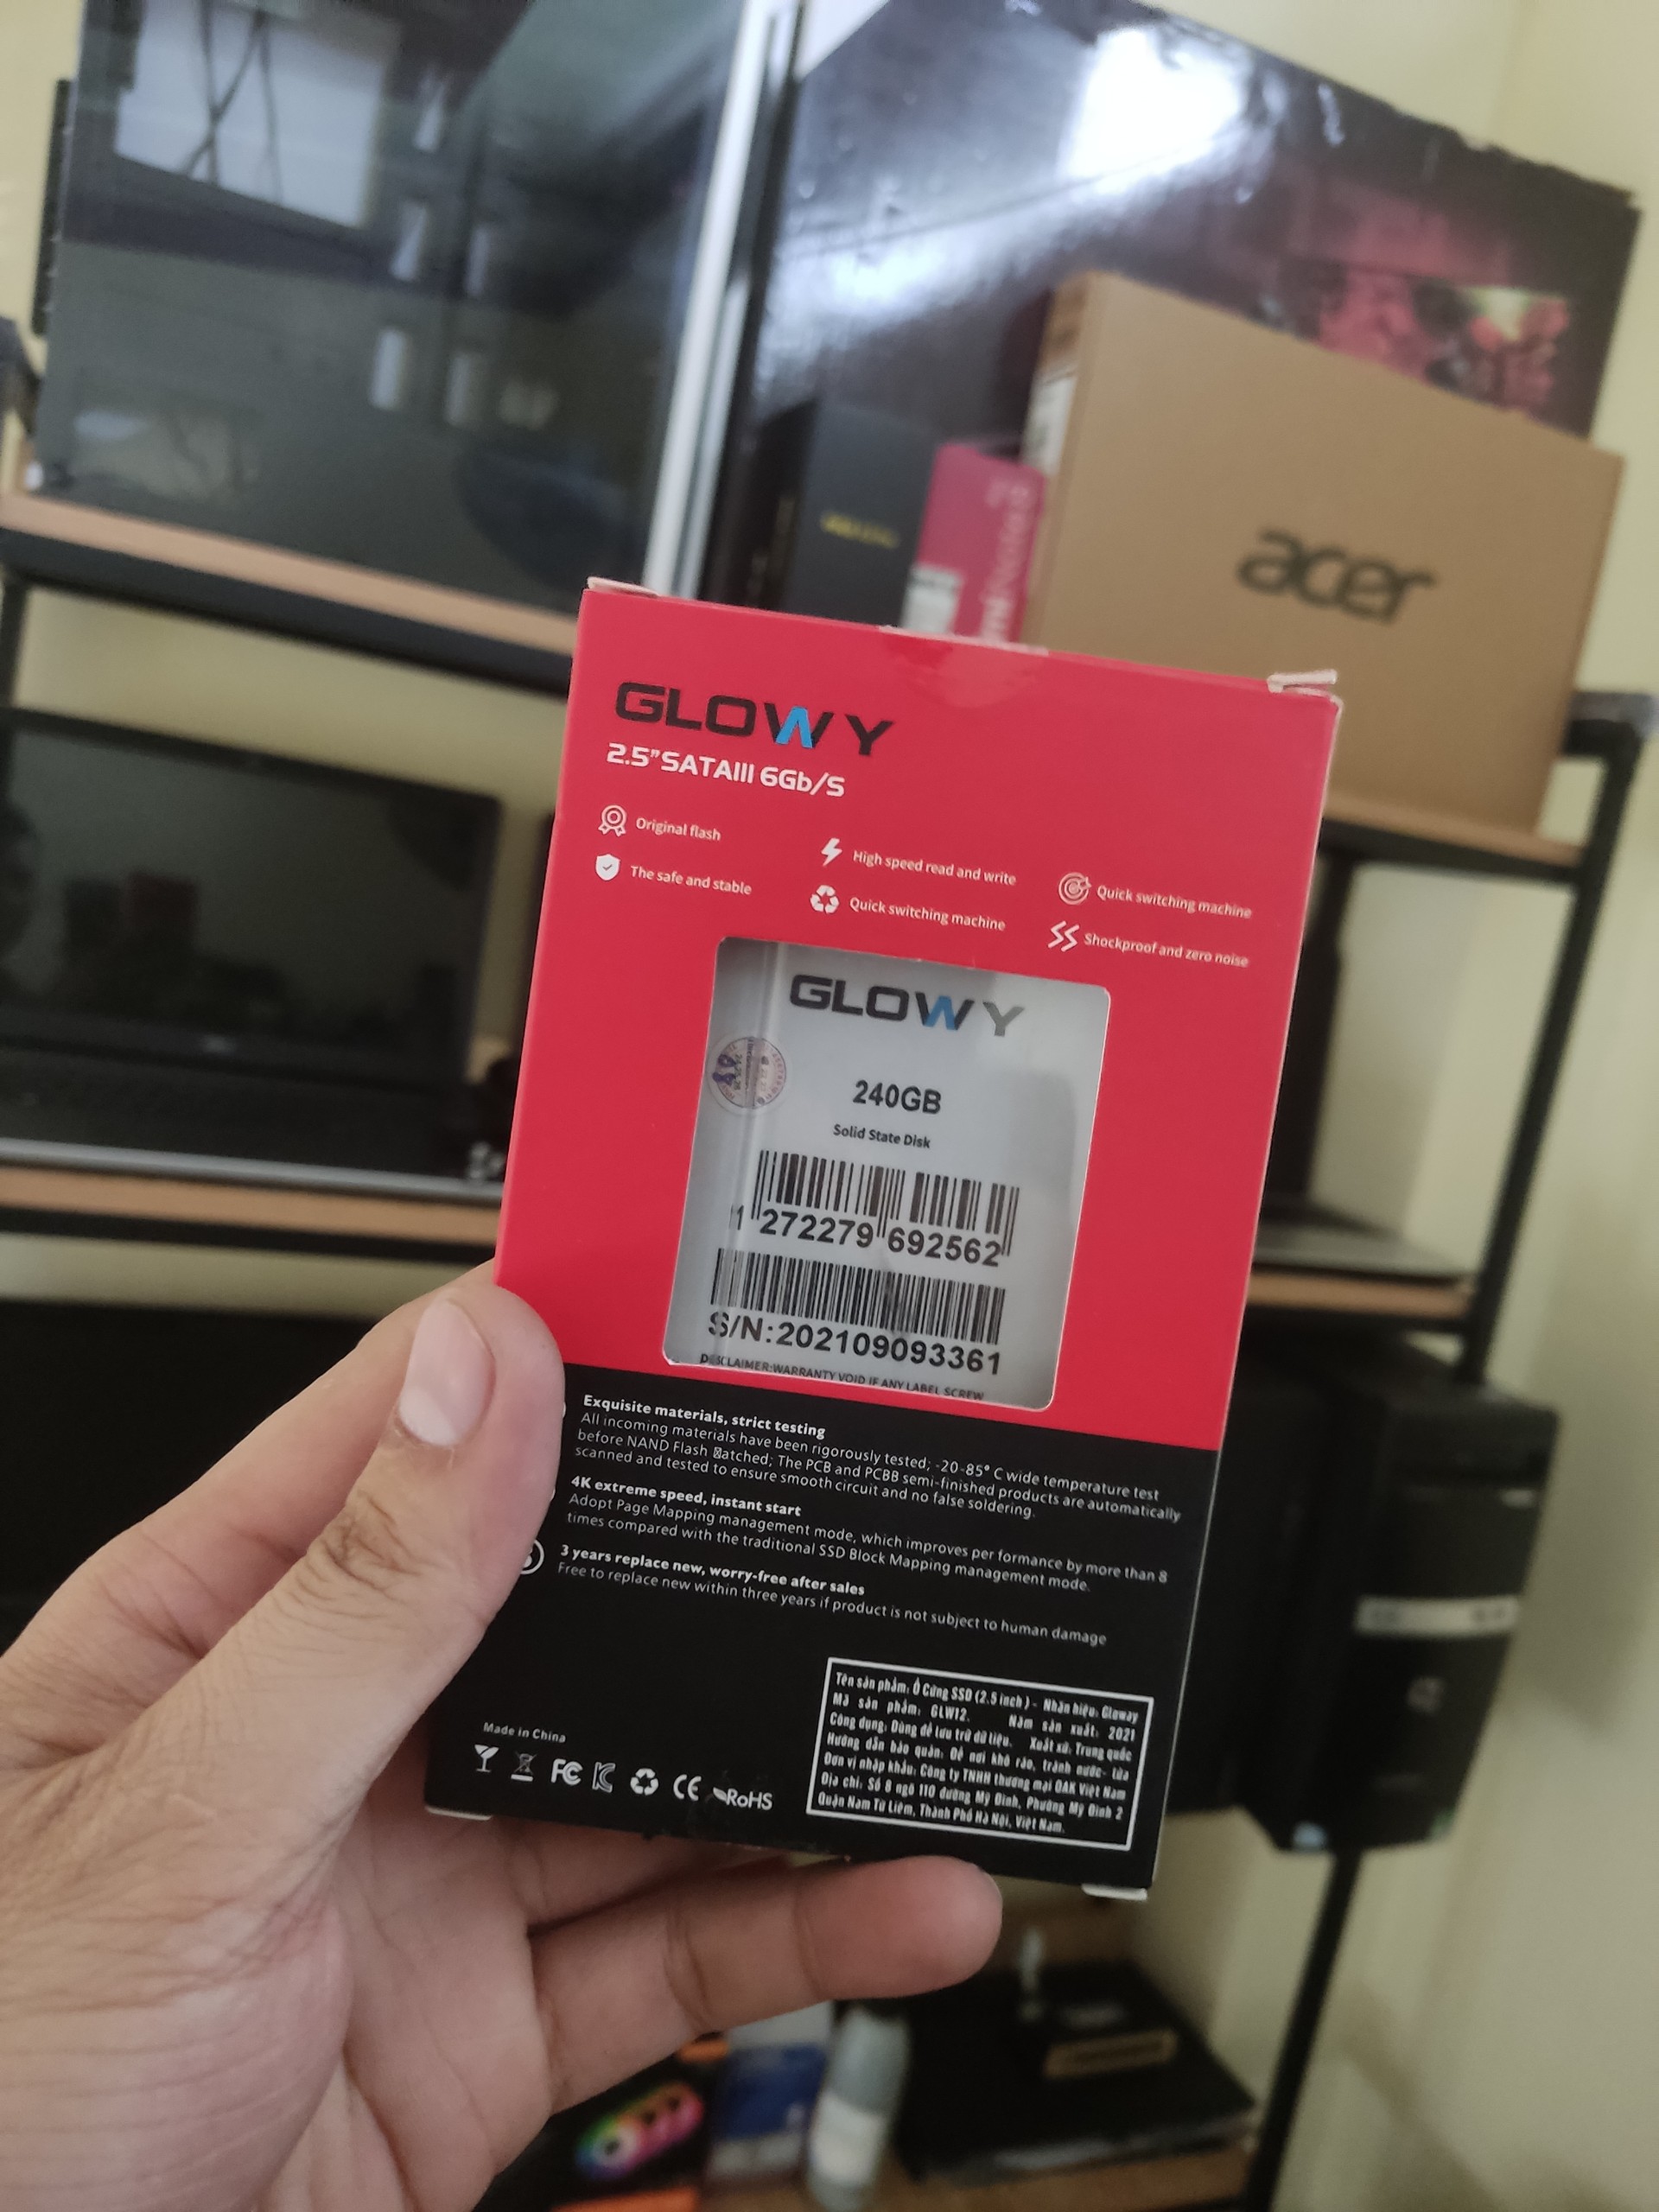 acer
GLOWY
2.5”SATAIII 6Gb/S
Original flash
High speed read and write
Quick switching machine
The safe and stable
Quick switching machine
Shockproof and zero noise
GLOWY
240GB
Solid State Disk
1 272279 692562
S/N:202109093361
DESCLAIMER:WARRANTY VOID IF ANY LABEL SCREW
Exquisite materials, strict testing
All incoming materials have been rigorously tested; -20-85° C wide temperature test
before NAND Flash atched; The PCB and PCBB semi-finished products are automatically
scanned and tested to ensure smooth circuit and no false soldering.
4K extreme speed, instant start
Adopt Page Mapping management mode, which improves per formance by more than 8
times compared with the traditional SSD Block Mapping management mode.
3 years replace new, worry-free after sales
Free to replace new within three years if product is not subject to human damage
Tên sản phẩm: Ổ Cứng SSD (2.5 inch) - Nhãn hiệu: Gloway
Mã sản phẩm: GLW12. Năm sản xuất: 2021
Công dụng: Dùng để lưu trữ dữ liệu. Xuất xứ: Trung quốc
Hướng dẫn bảo quản: Để nơi khô ráo, tránh nước- lửa
Đơn vị nhập khẩu: Công ty TNHH thương mại OAK Việt Nam
Địa chỉ: Số 8 ngõ 110 đường Mỹ Đình, Phường Mỹ Đình 2
Quận Nam Từ Liêm, Thành Phố Hà Nội, Việt Nam.
Made in China
FC CE RoHS